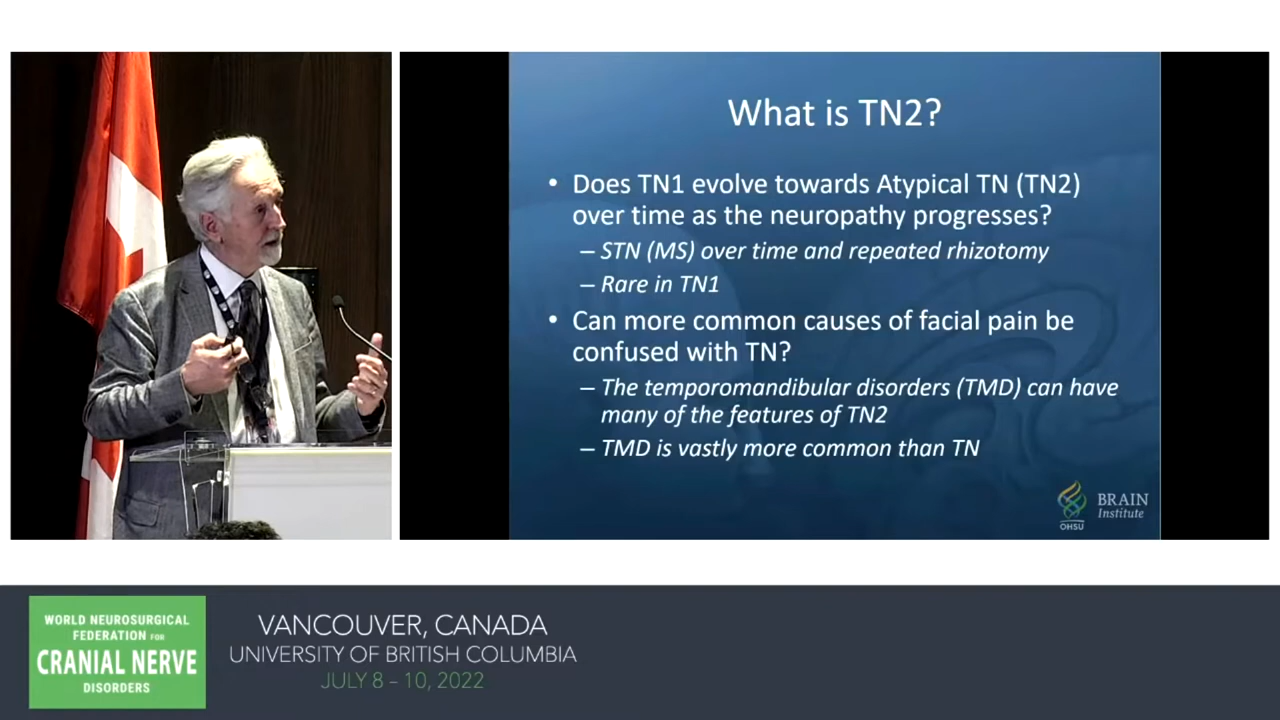 What is TN2?
• Does TN1 evolve towards Atypical TN (TN2)
over time as the neuropathy progresses?
– STN (MS) over time and repeated rhizotomy
– Rare in TN1
• Can more common causes of facial pain be
confused with TN?
– The temporomandibular disorders (TMD) can have
many of the features of TN2
– TMD is vastly more common than TN
BRAIN
Institute
OHSU
WORLD NEUROSURGICAL
FEDERATION FOR
CRANIAL NERVE
DISORDERS
VANCOUVER, CANADA
UNIVERSITY OF BRITISH COLUMBIA
JULY 8 – 10, 2022